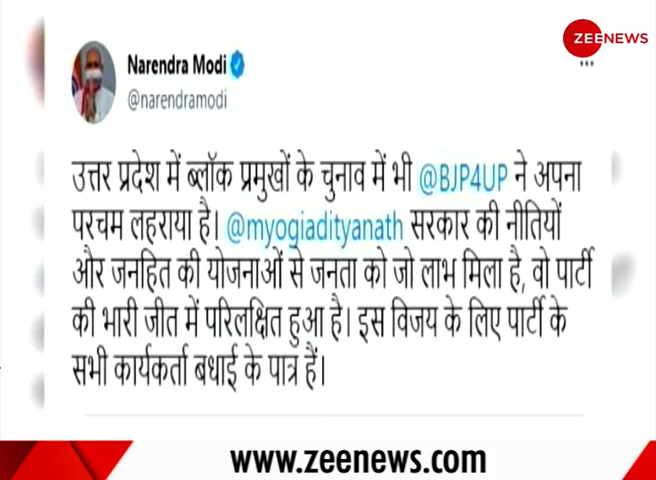 ZEENEWS
Narendra Modi
@narendramodi
उत्तर प्रदेश में ब्लॉक प्रमुखों के चुनाव में भी @BJP4UP ने अपना
परचम लहराया है। @myogiadityanath सरकार की नीतियों
और जनहित की योजनाओं से जनता को जो लाभ मिला है, वो पार्टी
की भारी जीत में परिलक्षित हुआ है। इस विजय के लिए पार्टी के
सभी कार्यकर्ता बधाई के पात्र हैं।
www.zeenews.com